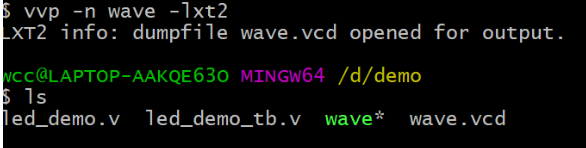 $ vvp -n wave -lxt2
LXT2 info: dumpfile wave.vcd opened for output.
wcc@LAPTOP-AAKQE63O MINGW64 /d/demo
$ ls
led_demo.v  led_demo_tb.v  wave*  wave.vcd